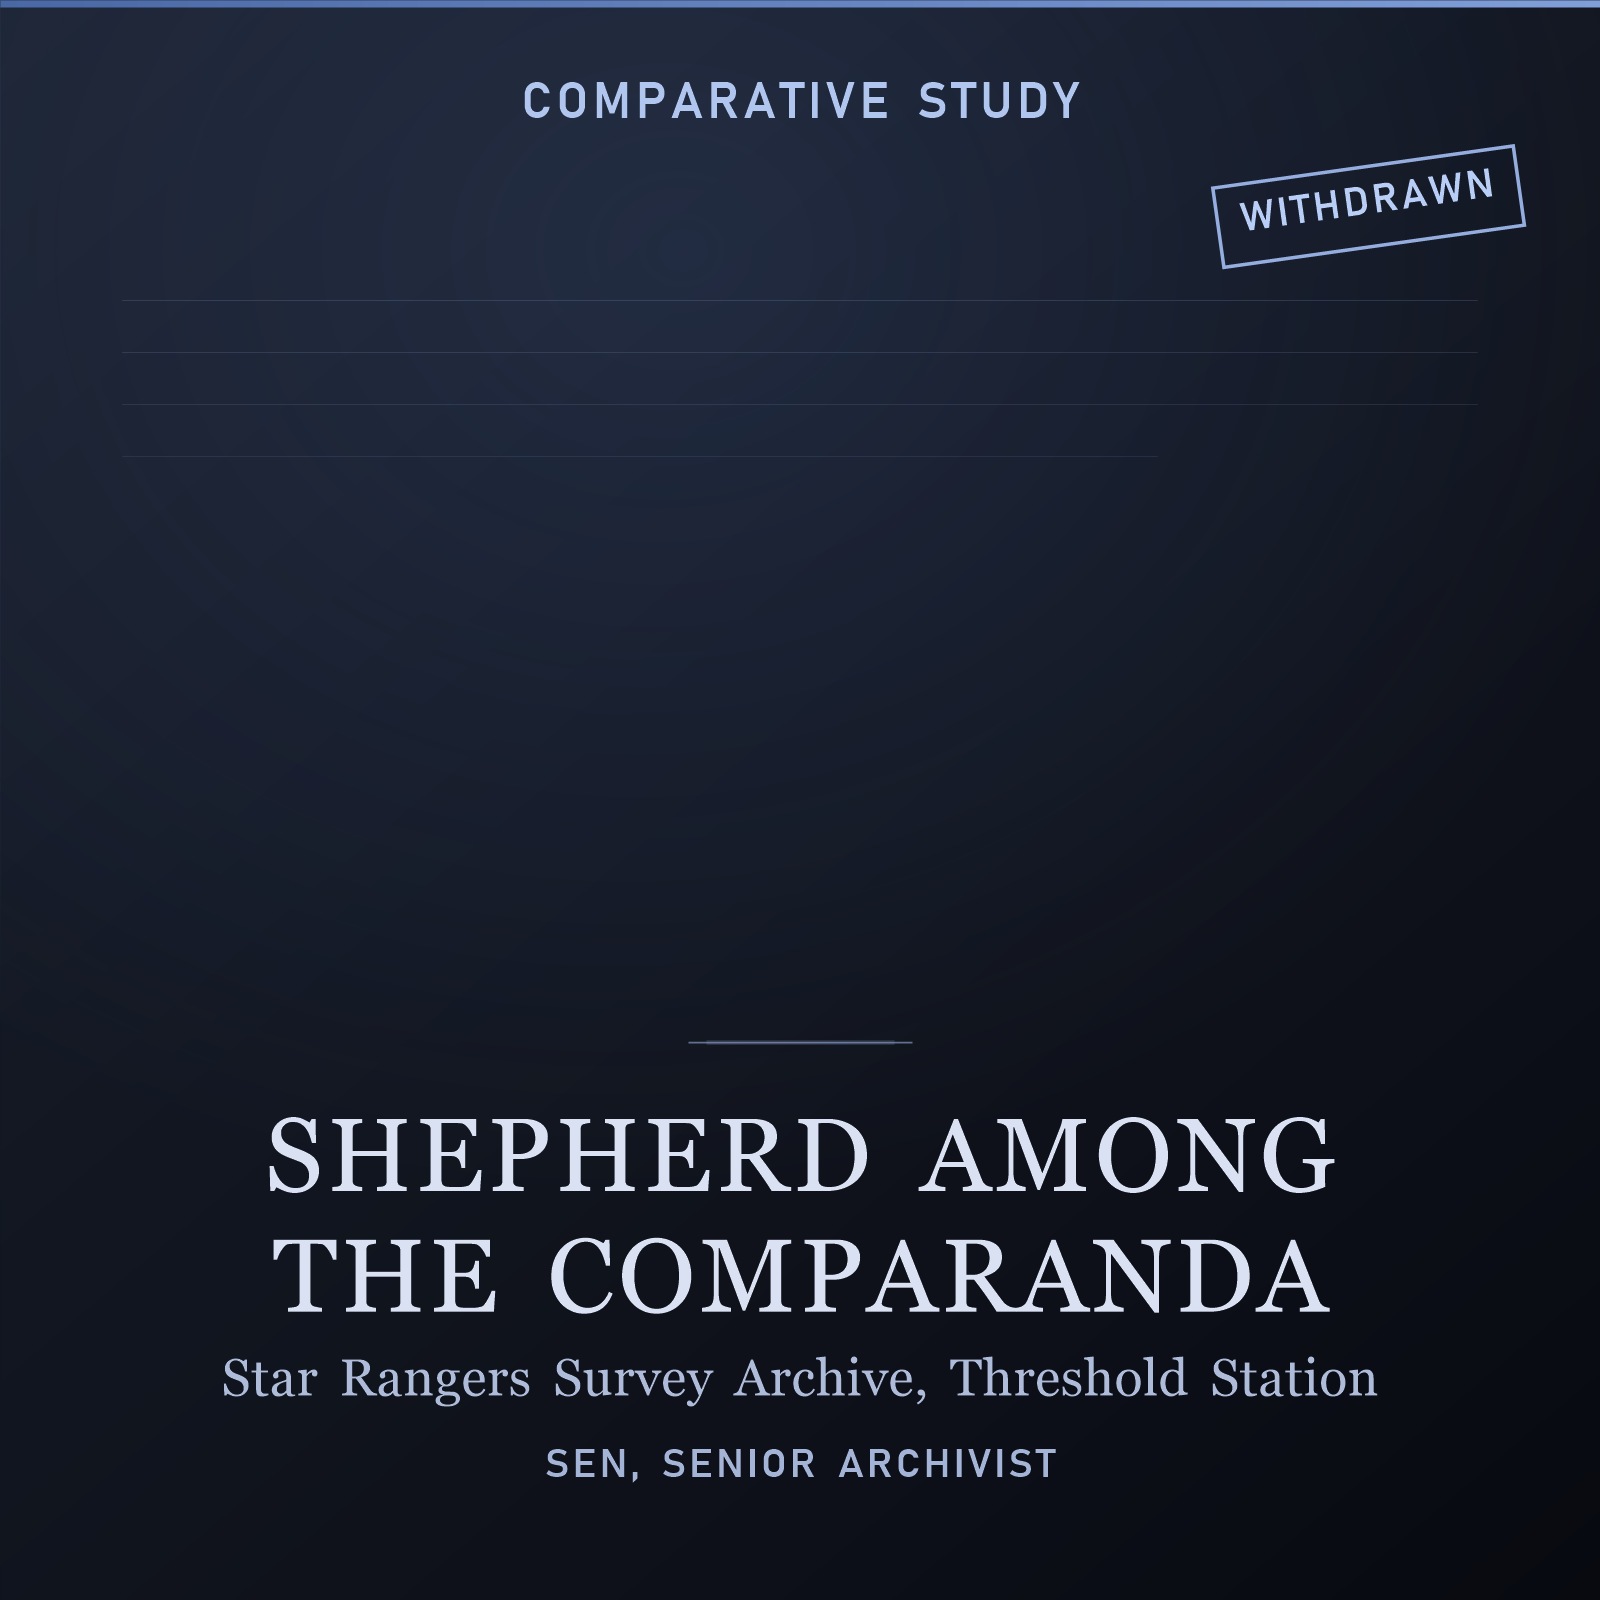 COMPARATIVE STUDY
WITHDRAWN
SHEPHERD AMONG
THE COMPARANDA
Star Rangers Survey Archive, Threshold Station
SEN, SENIOR ARCHIVIST